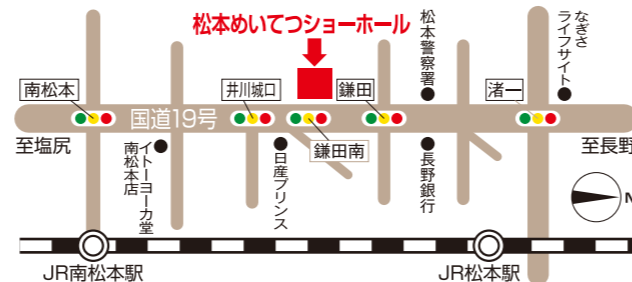 松本めいてつショーホール
なぎさ
ライフサイト
松本警察署
南松本
井川城口
鎌田
渚一
国道19号
至塩尻
イトーヨーカ堂
南松本店
日産プリンス
鎌田南
長野銀行
至長野
N
JR南松本駅
JR松本駅